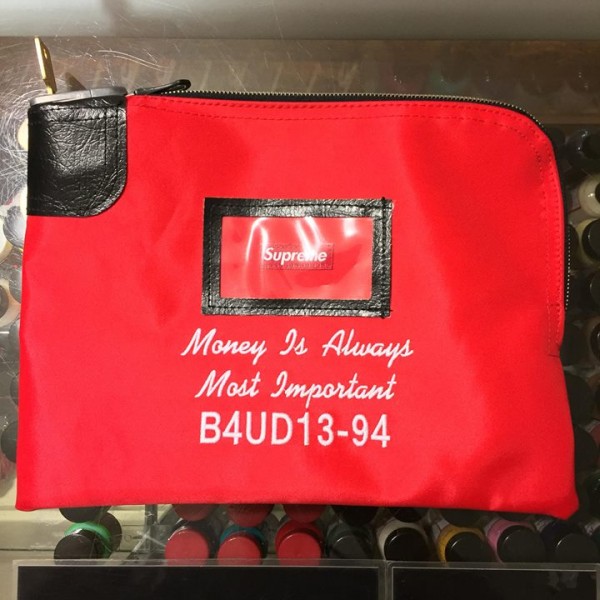 Supreme
Money Is Always
Most Important
B4UD13-94